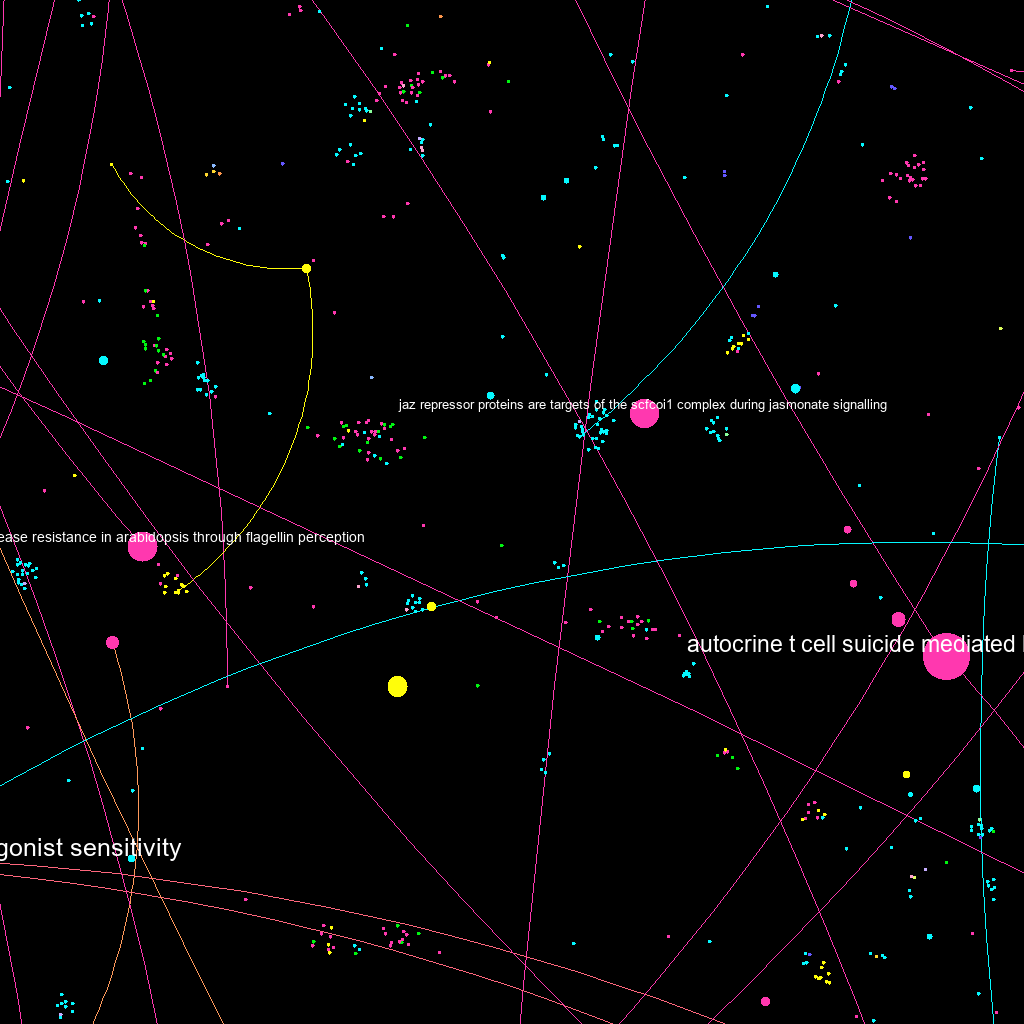 jaz repressor proteins are targets of the scfcoi1 complex during jasmonate signalling
ease resistance in arabidopsis through flagellin perception
autocrine t cell suicide mediated
gonist sensitivity